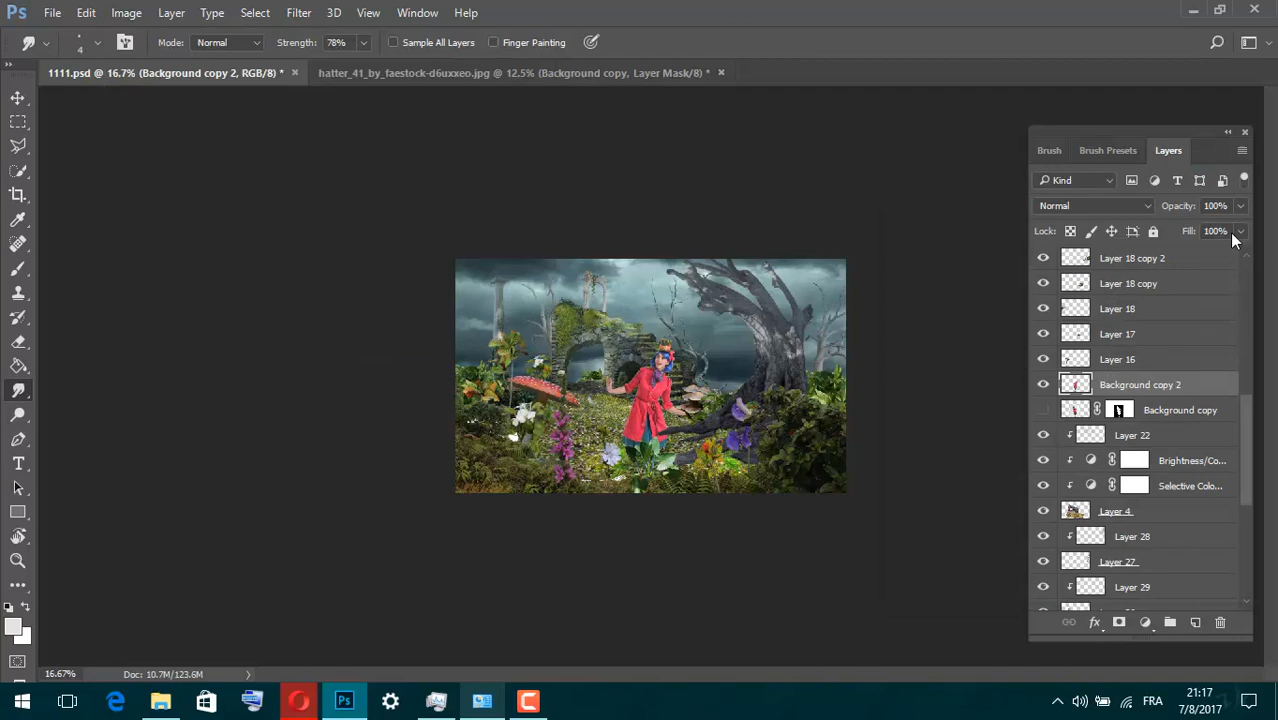 Ps File Edit Image Layer Type Select Filter 3D View Window Help
4 Mode: Normal Strength: 78% Sample All Layers Finger Painting
1111.psd @ 16.7% (Background copy 2, RGB/8) * hatter_41_by_faestock-d6uxxeo.jpg @ 12.5% (Background copy, Layer Mask/8) *
Brush Brush Presets Layers
Kind
Normal Opacity: 100%
Lock: Fill: 100%
Layer 18 copy 2
Layer 18 copy
Layer 18
Layer 17
Layer 16
Background copy 2
Background copy
Layer 22
Brightness/Co...
Selective Colo...
Layer 4
Layer 28
Layer 27
Layer 29
16.67% Doc: 10.7M/123.6M
Ps FRA 21:17
7/8/2017